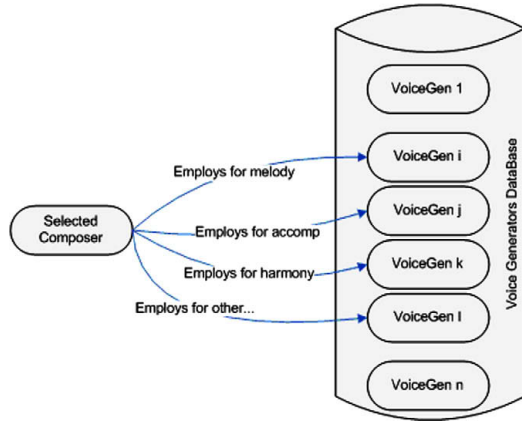 VoiceGen 1
Employs for melody
VoiceGen i
Selected
Composer
Employs for accomp
VoiceGen j
Employs for harmony
VoiceGen k
Employs for other...
VoiceGen l
VoiceGen n
Voice Generators DataBase